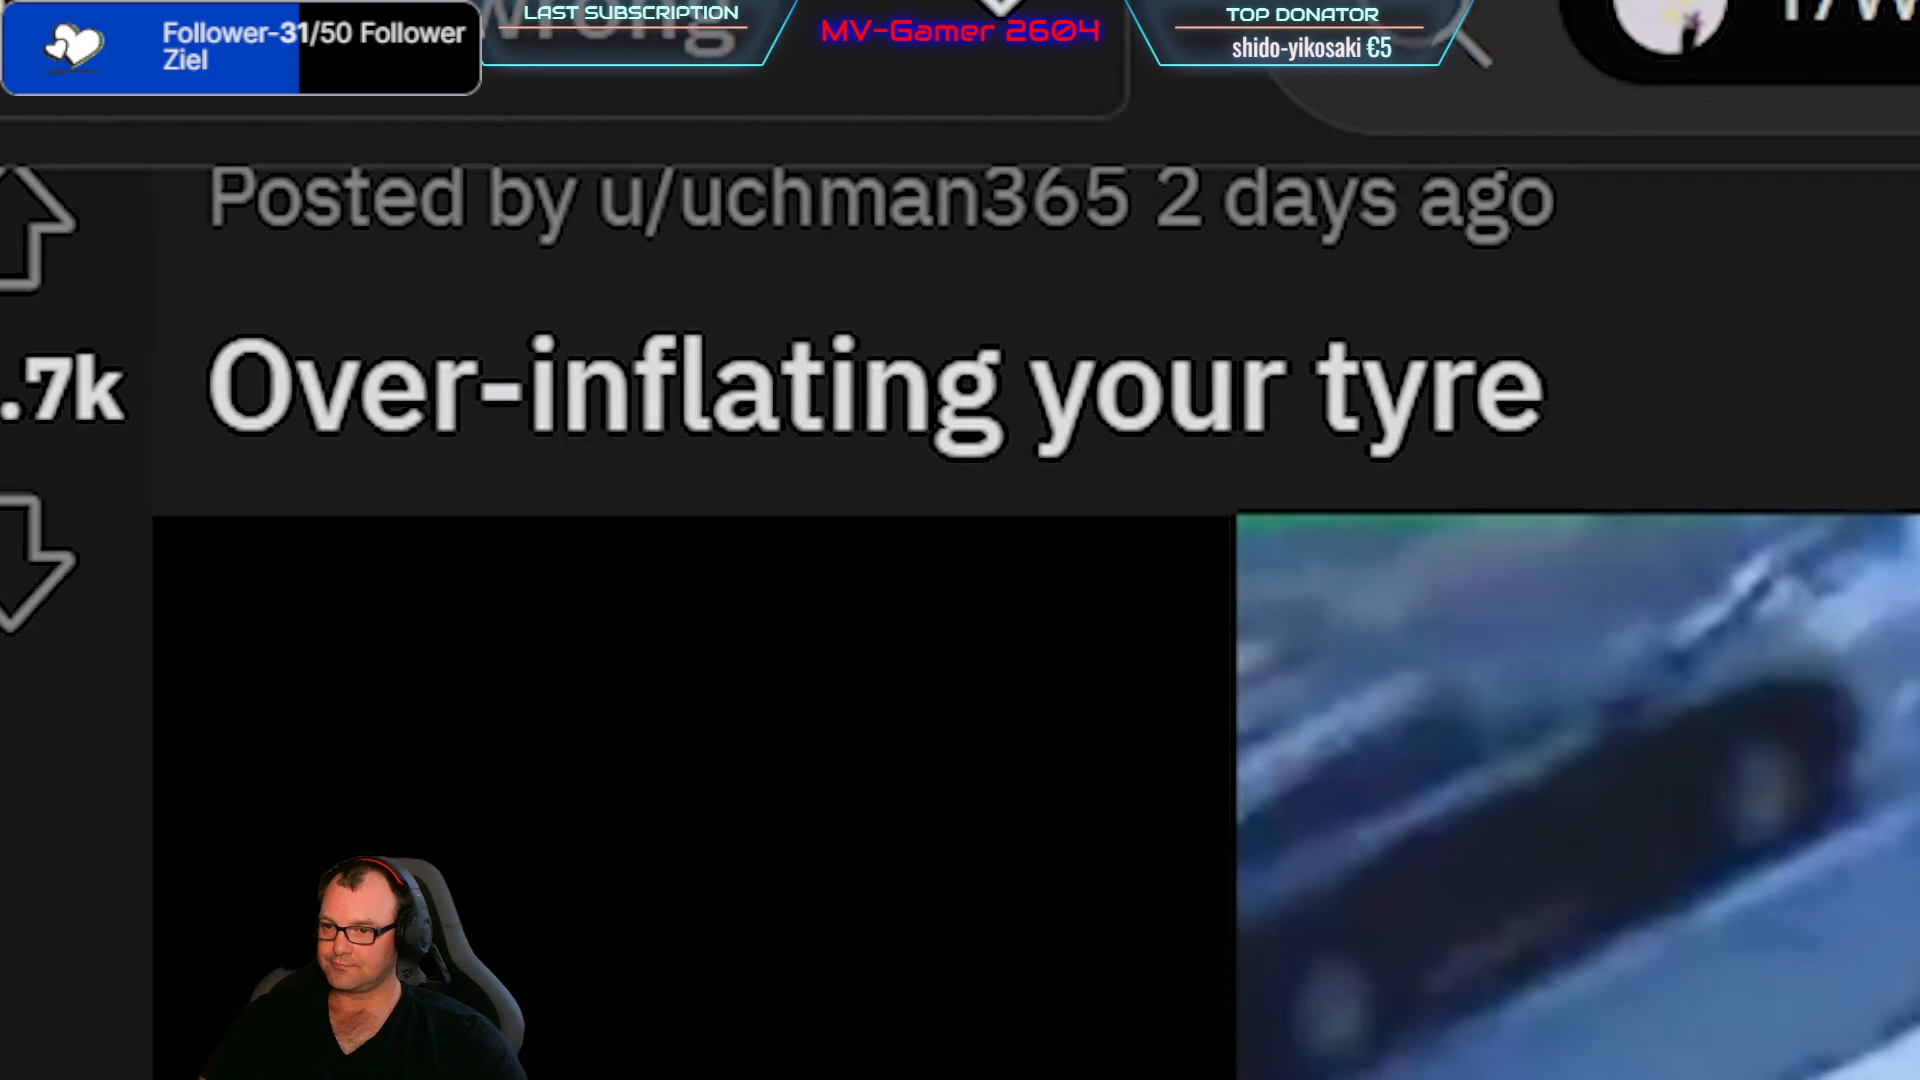 Follower-31/50 Follower
Ziel
LAST SUBSCRIPTION
MV-Gamer 2604
TOP DONATOR
shido-yikosaki €5
wrong
Posted by u/uchman365 2 days ago
.7k
Over-inflating your tyre